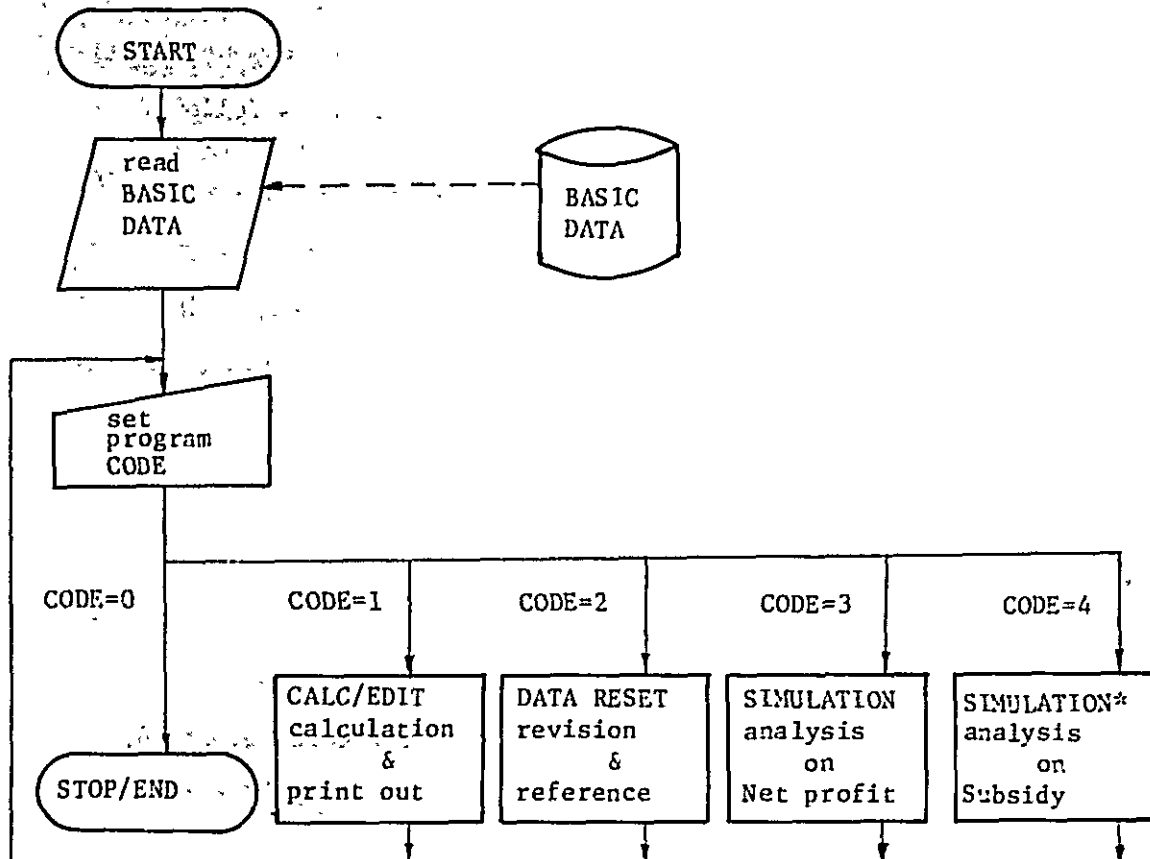 START
read
BASIC
DATA
BASIC
DATA
set
program
CODE
CODE=0
CODE=1
CODE=2
CODE=3
CODE=4
CALC/EDIT
calculation
&
print out
DATA RESET
revision
&
reference
SIMULATION
analysis
on
Net profit
SIMULATION*
analysis
on
Subsidy
STOP/END